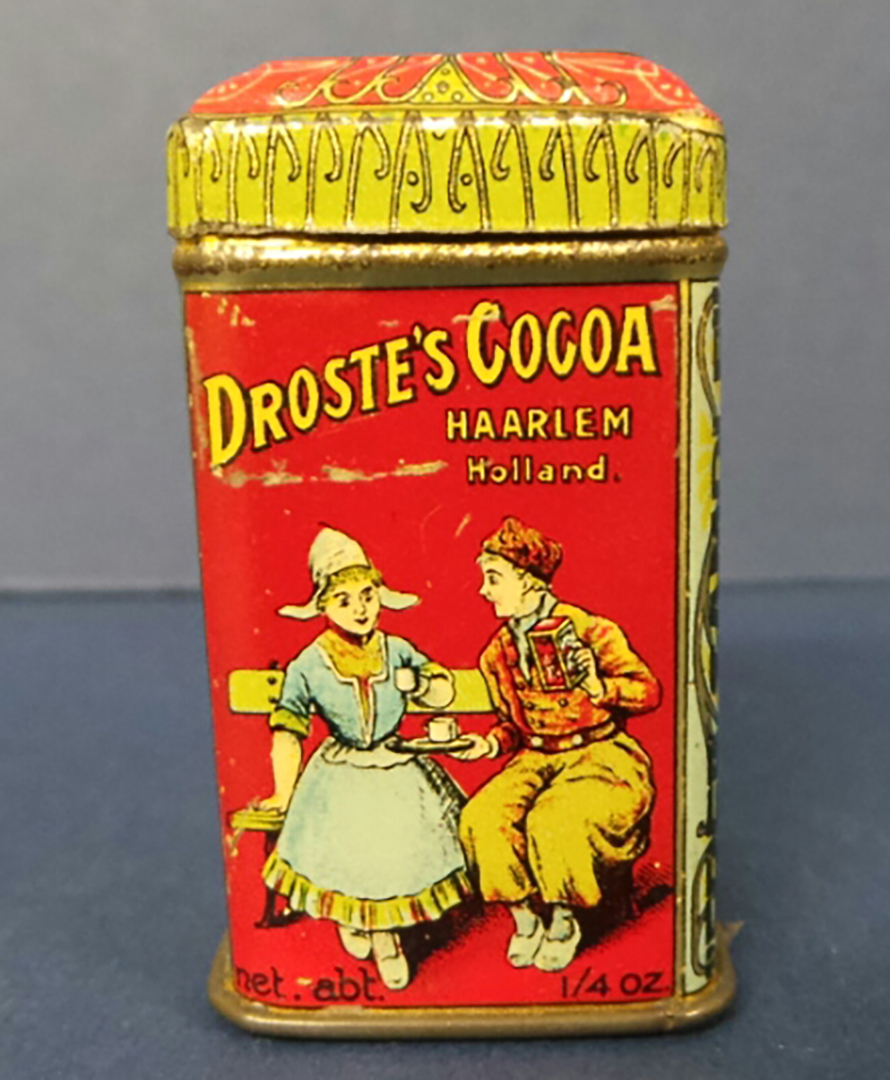 DROSTE'S COCOA
HAARLEM
Holland.
net. abt. 1/4 oz.